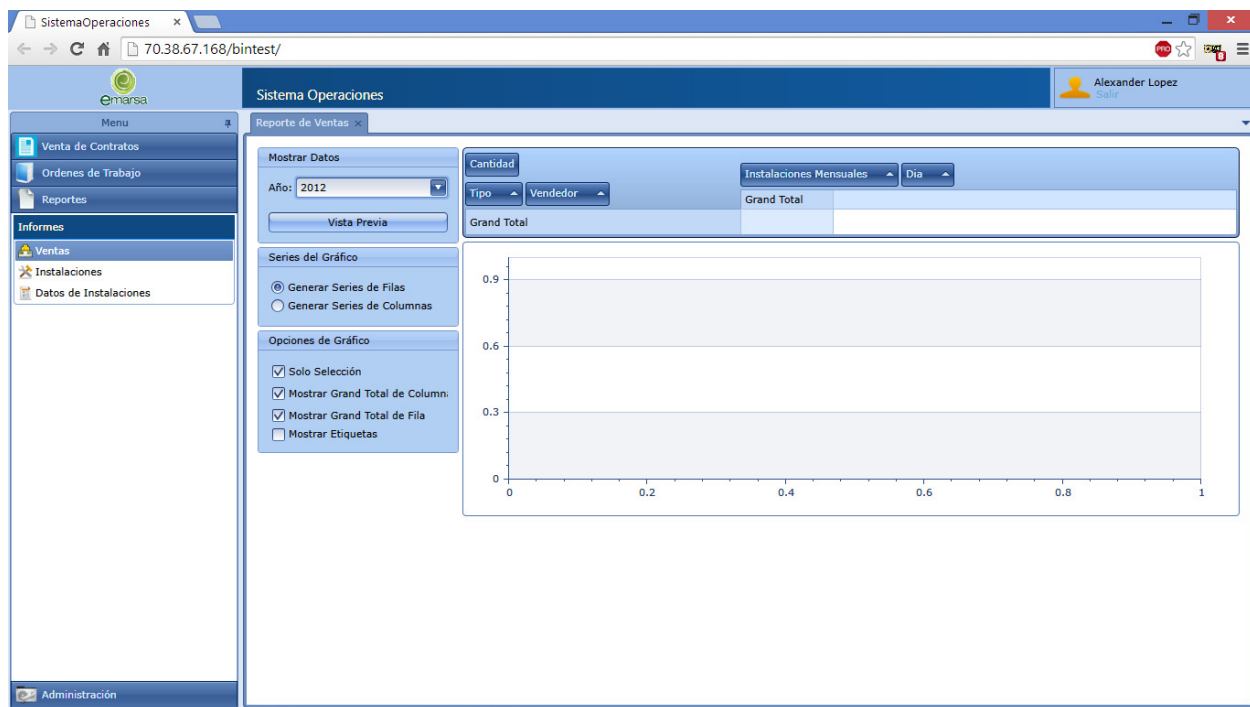 SistemaOperaciones
70.38.67.168/bintest/
PRO
emarsa
Sistema Operaciones
Alexander Lopez
Salir
Menu
Reporte de Ventas
Venta de Contratos
Ordenes de Trabajo
Reportes
Informes
Ventas
Instalaciones
Datos de Instalaciones
Administración
Mostrar Datos
Año: 2012
Vista Previa
Series del Gráfico
Generar Series de Filas
Generar Series de Columnas
Opciones de Gráfico
Solo Selección
Mostrar Grand Total de Column
Mostrar Grand Total de Fila
Mostrar Etiquetas
Cantidad
Instalaciones Mensuales Dia
Tipo Vendedor
Grand Total
Grand Total
0.9
0.6
0.3
0
0 0.2 0.4 0.6 0.8 1